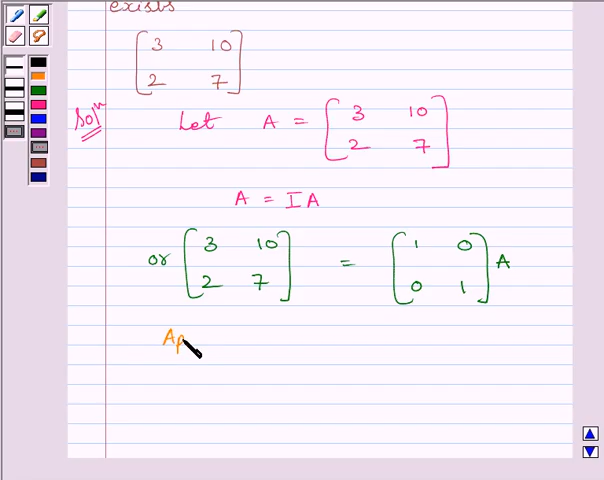 exists
[3 10
2 7]
Solⁿ Let A = [3 10
2 7]
A = IA
or [3 10
2 7] = [1 0
0 1] A
Ap